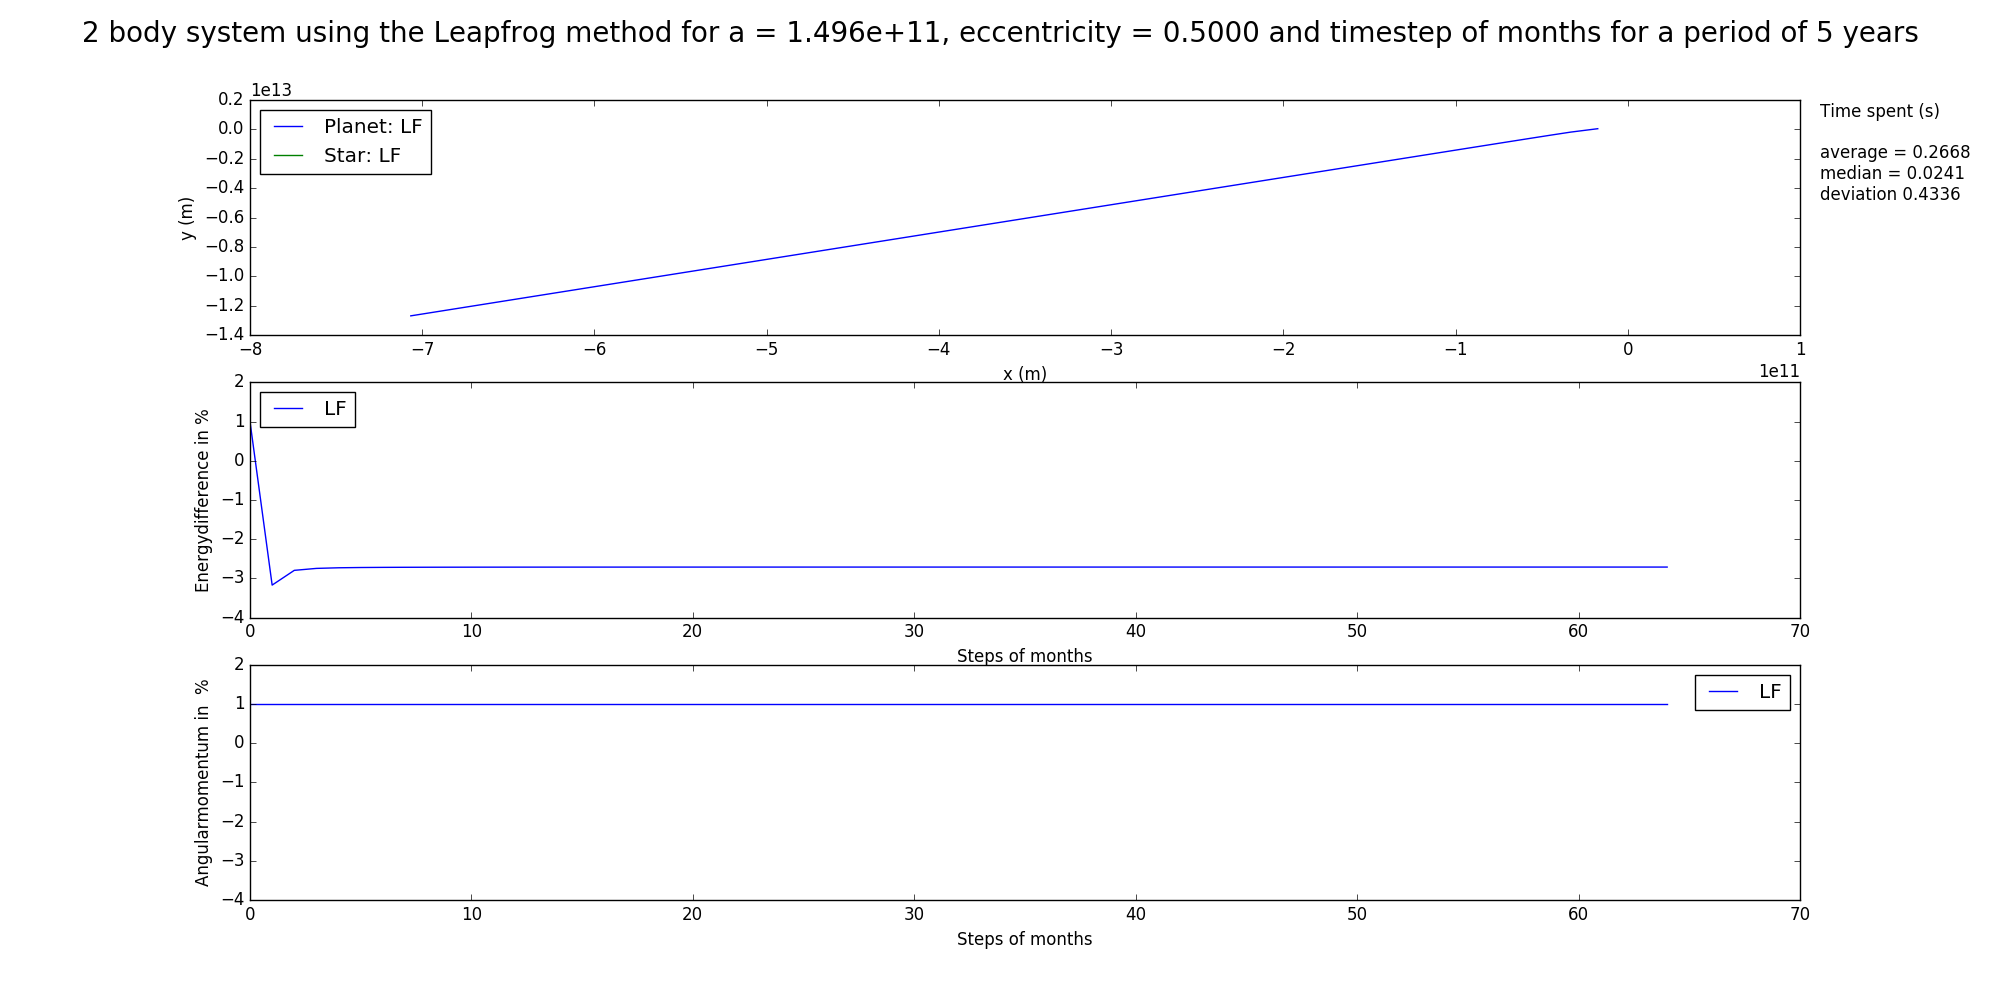 2 body system using the Leapfrog method for a = 1.496e+11, eccentricity = 0.5000 and timestep of months for a period of 5 years
1e13
0.2
0.0
−0.2
−0.4
−0.6
−0.8
−1.0
−1.2
−1.4
y (m)
Planet: LF
Star: LF
Time spent (s)
average = 0.2668
median = 0.0241
deviation 0.4336
−8 −7 −6 −5 −4 −3 −2 −1 0 1
x (m)
1e11
2
1
0
−1
−2
−3
−4
Energydifference in %
LF
0 10 20 30 40 50 60 70
Steps of months
2
1
0
−1
−2
−3
−4
Angularmomentum in %
LF
0 10 20 30 40 50 60 70
Steps of months